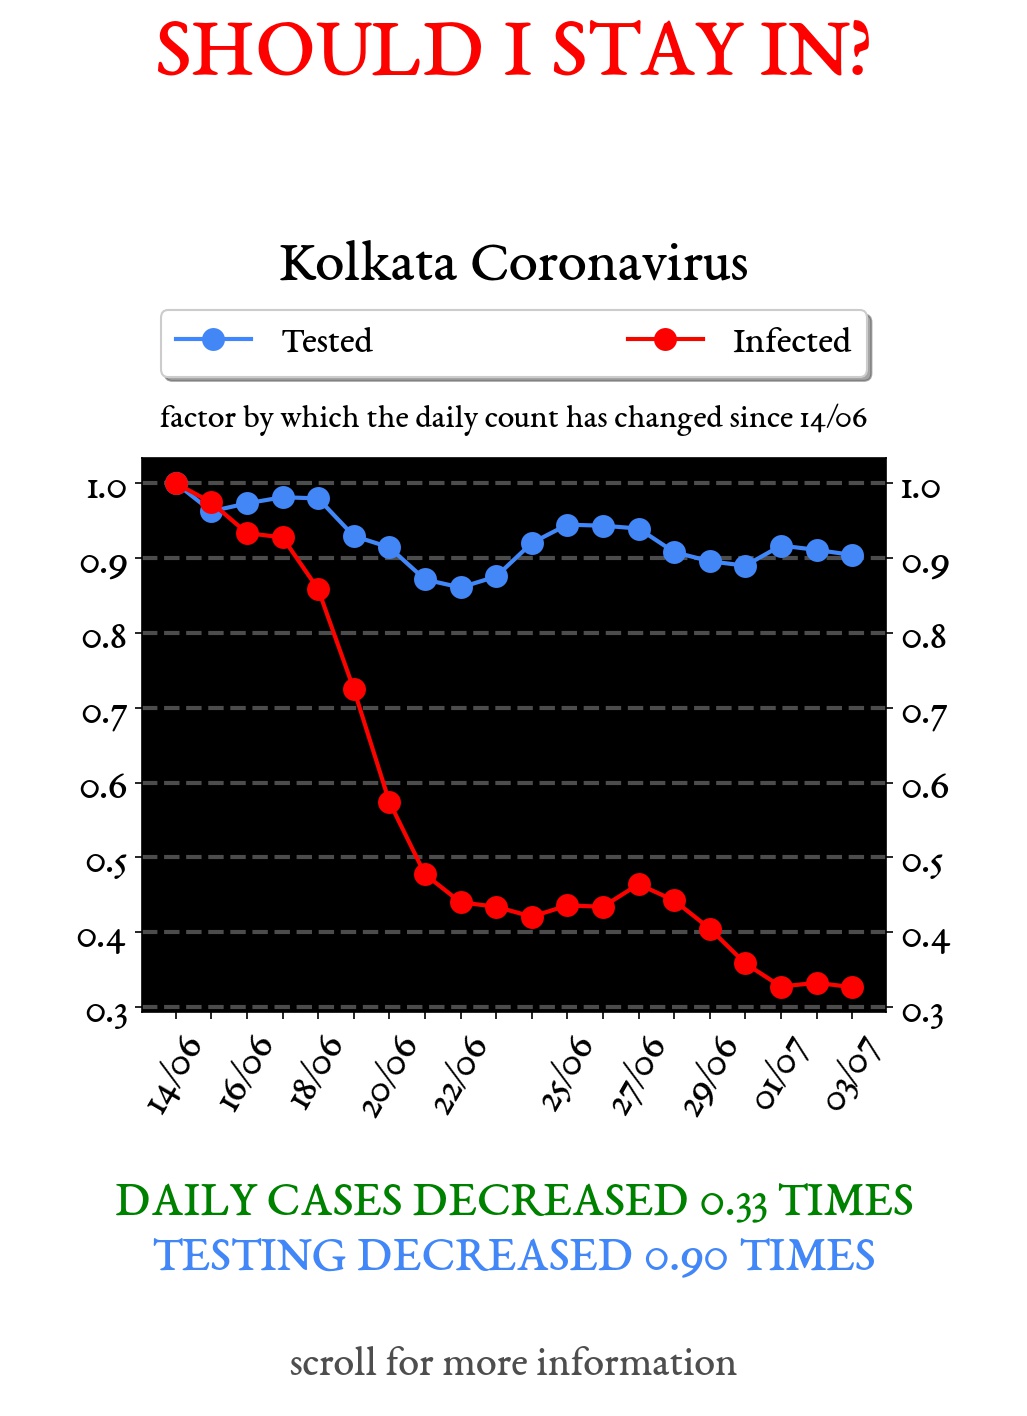 SHOULD I STAY IN?
Kolkata Coronavirus
Tested Infected
factor by which the daily count has changed since 14/06
1.0 1.0
0.9 0.9
0.8 0.8
0.7 0.7
0.6 0.6
0.5 0.5
0.4 0.4
0.3 0.3
14/06 16/06 18/06 20/06 22/06 25/06 27/06 29/06 01/07 03/07
DAILY CASES DECREASED 0.33 TIMES
TESTING DECREASED 0.90 TIMES
scroll for more information